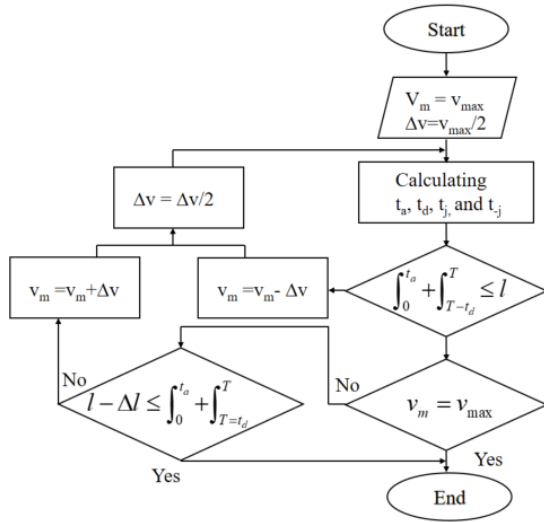 Start
V_m = v_max
Δv=v_max/2
Calculating
t_a, t_d, t_j, and t_-j
Δv = Δv/2
v_m =v_m+Δv
v_m =v_m- Δv
∫_0^{t_a} + ∫_{T-t_d}^{T} ≤ l
No
l − Δl ≤ ∫_0^{t_a} + ∫_{T=t_d}^{T}
No
v_m = v_max
Yes
Yes
End